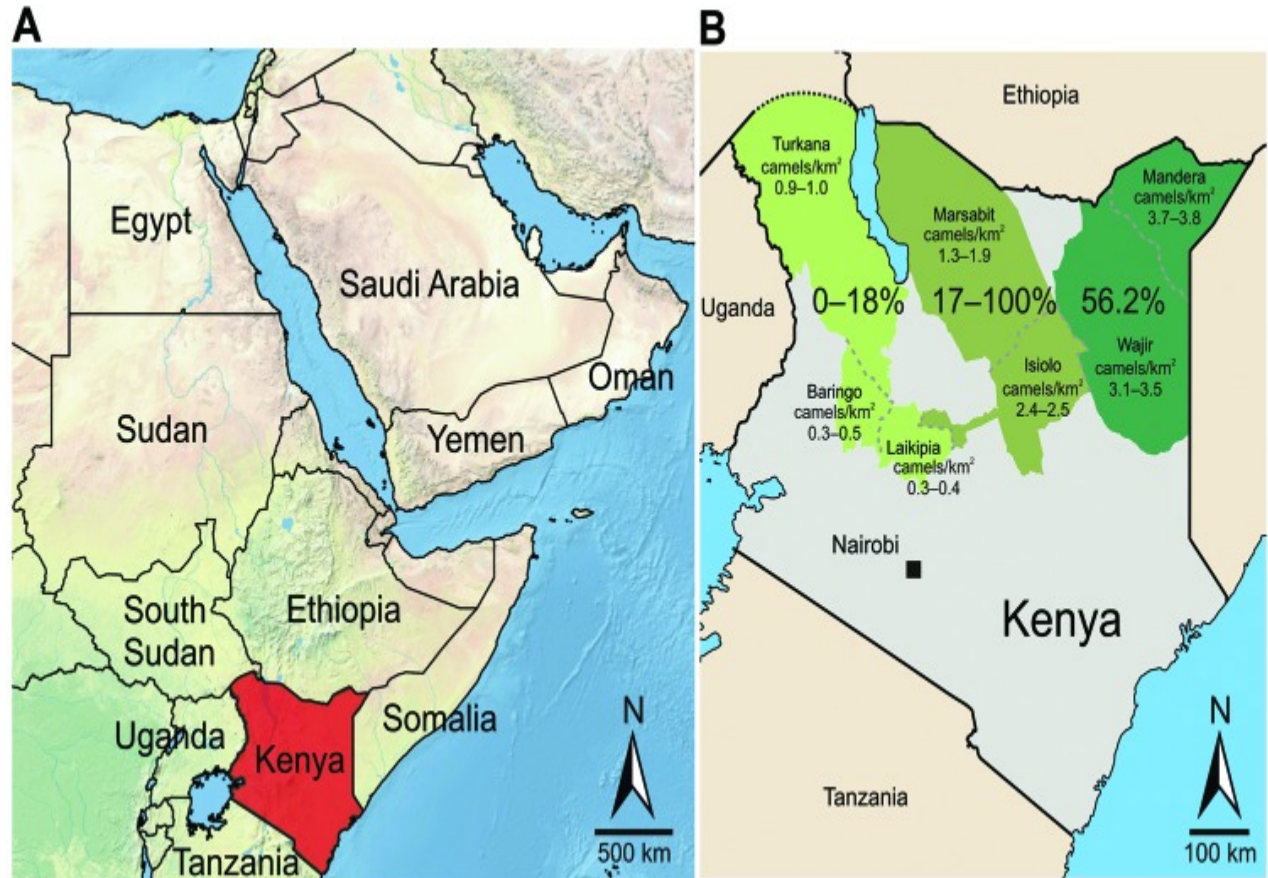 A
Egypt
Saudi Arabia
Oman
Sudan
Yemen
South
Sudan
Ethiopia
Uganda
Kenya
Somalia
Tanzania
N
500 km
B
Ethiopia
Turkana
camels/km²
0.9–1.0
Mandera
camels/km²
3.7–3.8
Marsabit
camels/km²
1.3–1.9
Uganda
0–18%
17–100%
56.2%
Wajir
camels/km²
3.1–3.5
Isiolo
camels/km²
2.4–2.5
Baringo
camels/km²
0.3–0.5
Laikipia
camels/km²
0.3–0.4
Nairobi
Kenya
Tanzania
N
100 km